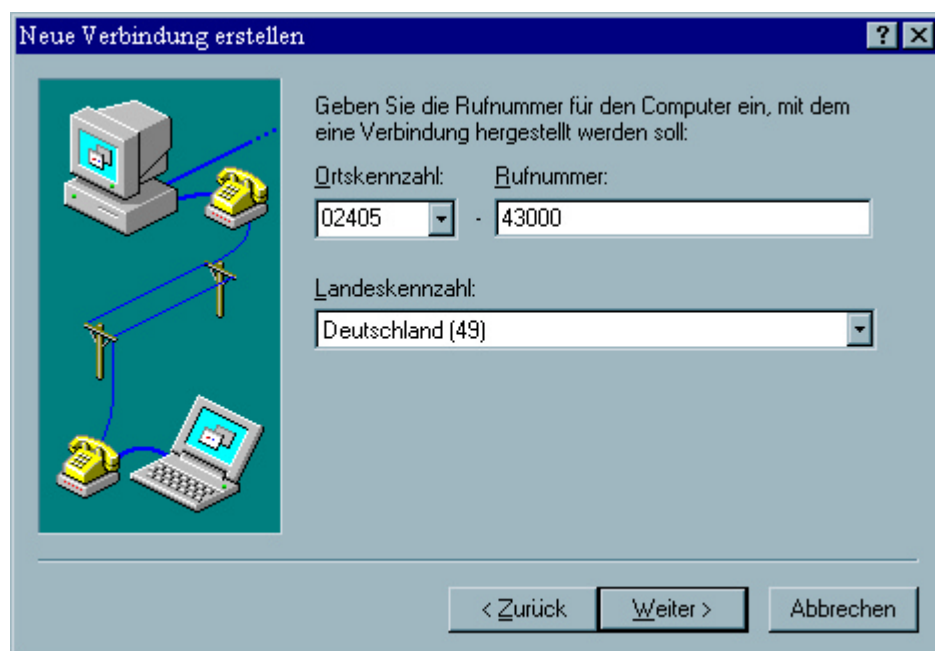 Neue Verbindung erstellen
Geben Sie die Rufnummer für den Computer ein, mit dem
eine Verbindung hergestellt werden soll:
Ortskennzahl: Rufnummer:
02405 - 43000
Landeskennzahl:
Deutschland (49)
< Zurück Weiter > Abbrechen